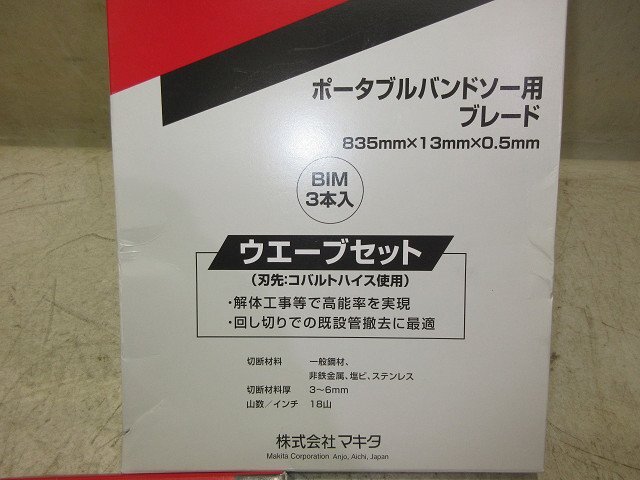 ポータブルバンドソー用
ブレード
835mm×13mm×0.5mm
BIM
3本入
ウエーブセット
(刃先:コバルトハイス使用)
・解体工事等で高能率を実現
・回し切りでの既設管撤去に最適
切断材料 一般鋼材、
非鉄金属、塩ビ、ステンレス
切断材料厚 3～6mm
山数/インチ 18山
株式会社マキタ
Makita Corporation Anjo, Aichi, Japan